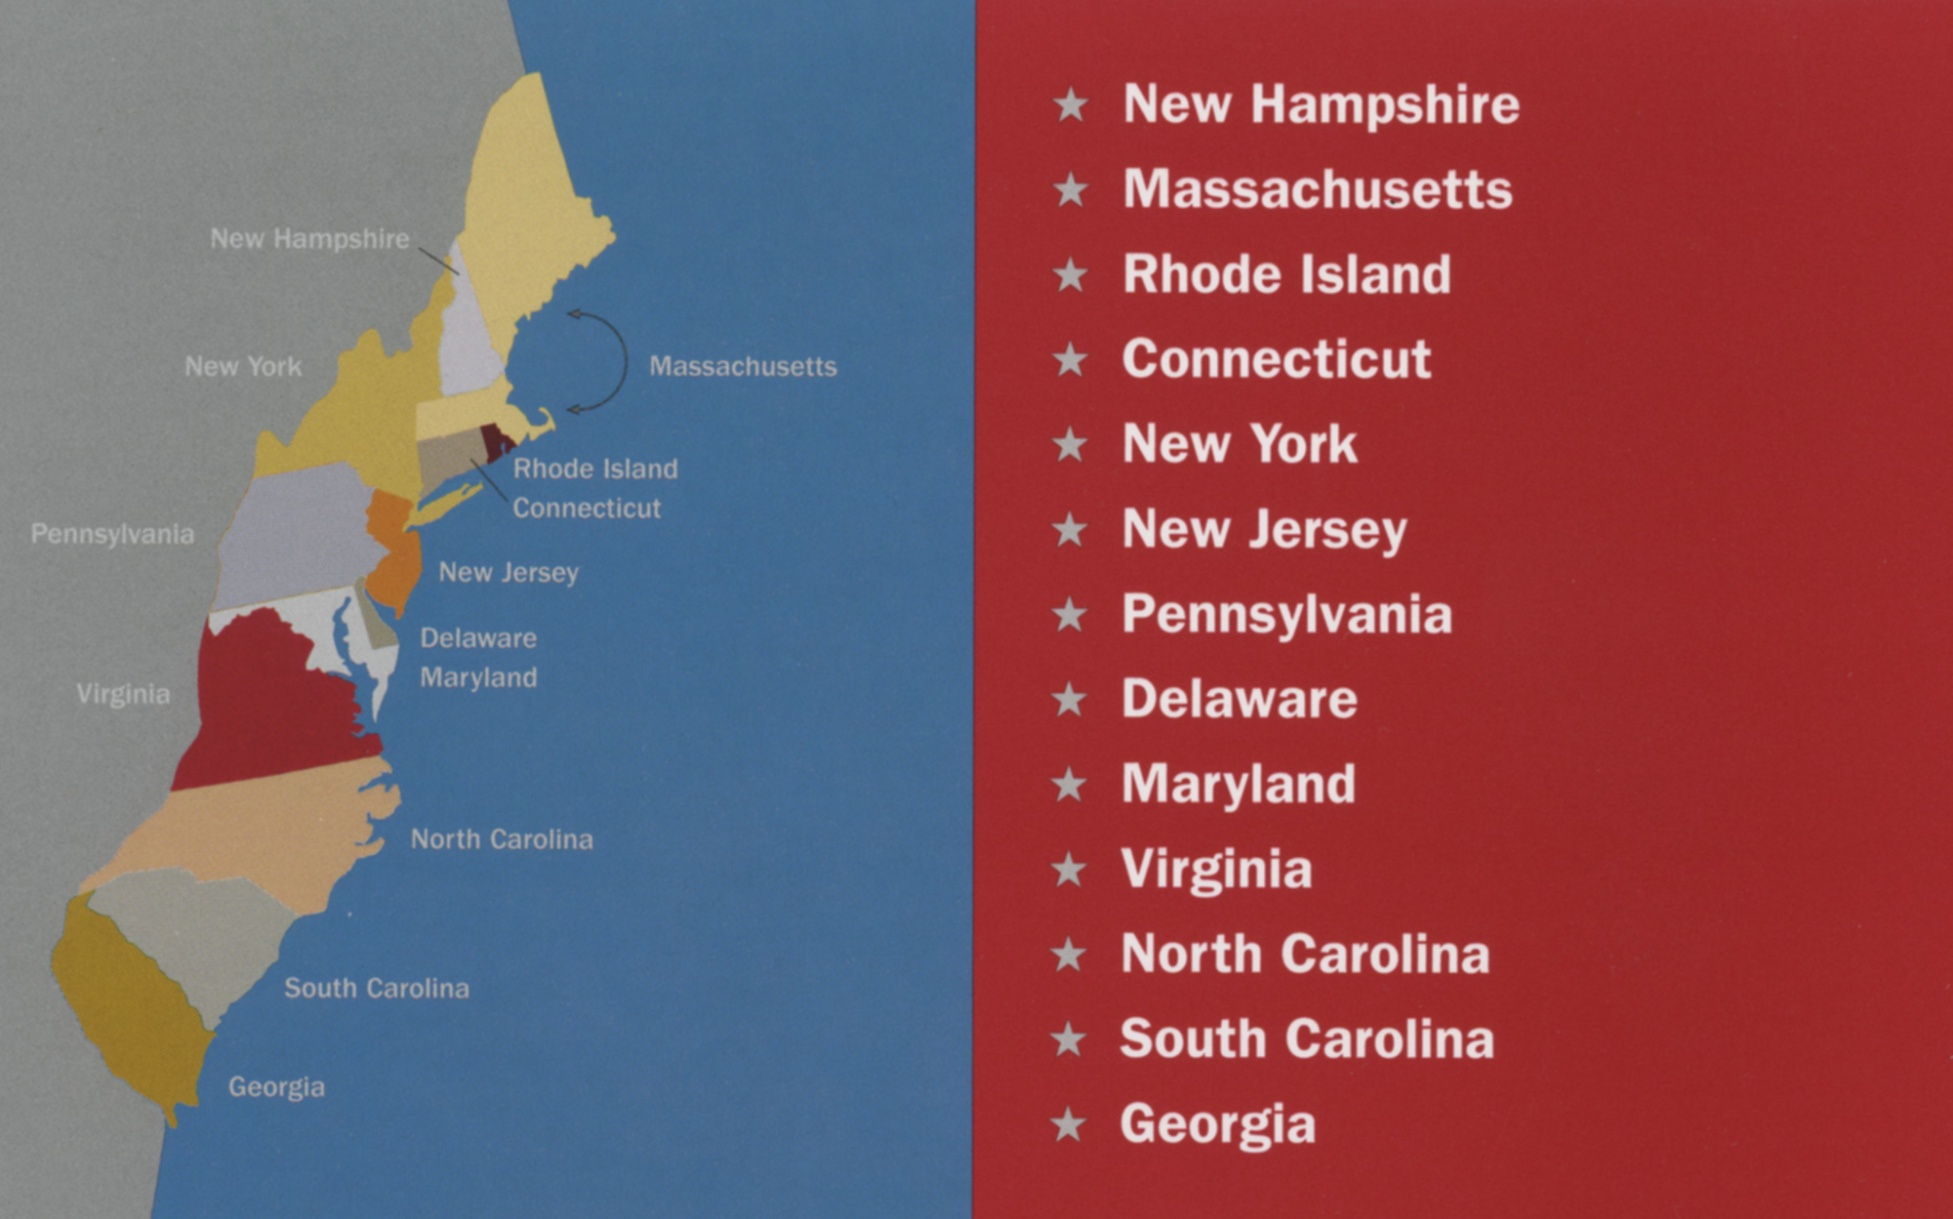 New Hampshire
New York
Massachusetts
Rhode Island
Connecticut
Pennsylvania
New Jersey
Delaware
Maryland
Virginia
North Carolina
South Carolina
Georgia
★ New Hampshire
★ Massachusetts
★ Rhode Island
★ Connecticut
★ New York
★ New Jersey
★ Pennsylvania
★ Delaware
★ Maryland
★ Virginia
★ North Carolina
★ South Carolina
★ Georgia